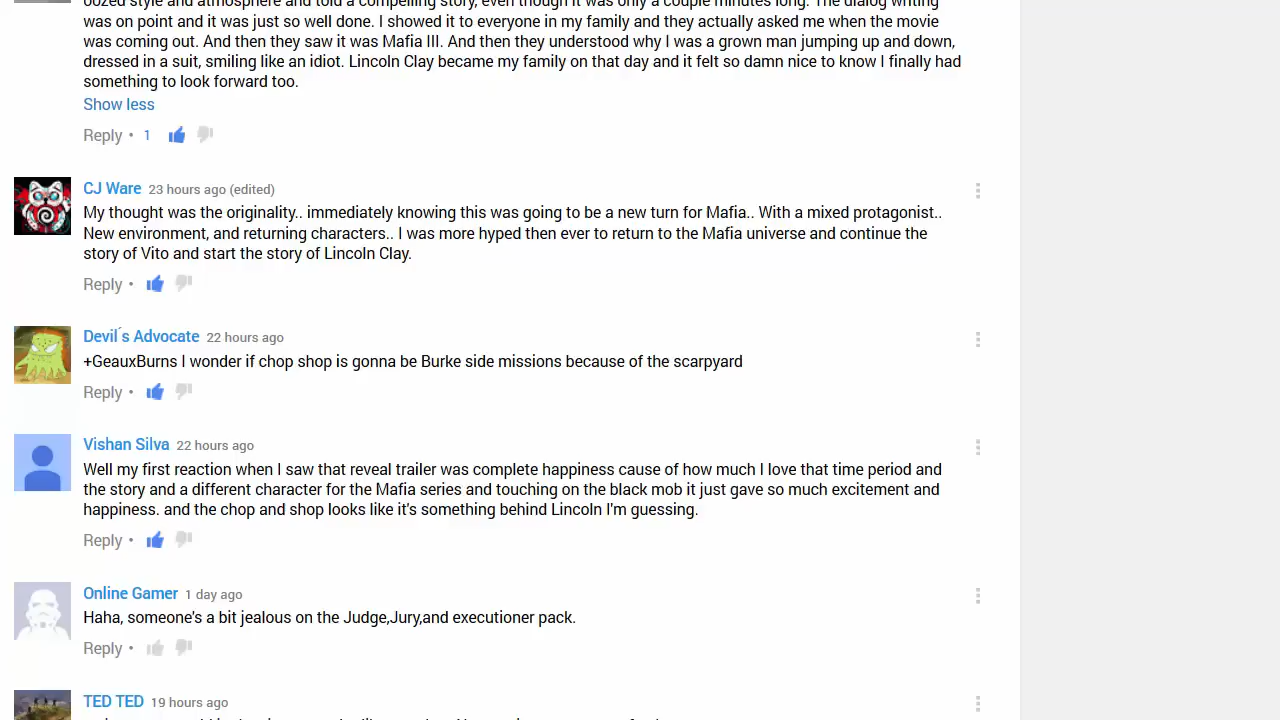 oozed style and atmosphere and told a compelling story, even though it was only a couple minutes long. The dialog writing
was on point and it was just so well done. I showed it to everyone in my family and they actually asked me when the movie
was coming out. And then they saw it was Mafia III. And then they understood why I was a grown man jumping up and down,
dressed in a suit, smiling like an idiot. Lincoln Clay became my family on that day and it felt so damn nice to know I finally had
something to look forward too.
Show less
Reply • 1
CJ Ware 23 hours ago (edited)
My thought was the originality.. immediately knowing this was going to be a new turn for Mafia.. With a mixed protagonist..
New environment, and returning characters.. I was more hyped then ever to return to the Mafia universe and continue the
story of Vito and start the story of Lincoln Clay.
Reply •
Devil´s Advocate 22 hours ago
+GeauxBurns I wonder if chop shop is gonna be Burke side missions because of the scarpyard
Reply •
Vishan Silva 22 hours ago
Well my first reaction when I saw that reveal trailer was complete happiness cause of how much I love that time period and
the story and a different character for the Mafia series and touching on the black mob it just gave so much excitement and
happiness. and the chop and shop looks like it's something behind Lincoln I'm guessing.
Reply •
Online Gamer 1 day ago
Haha, someone's a bit jealous on the Judge,Jury,and executioner pack.
Reply •
TED TED 19 hours ago